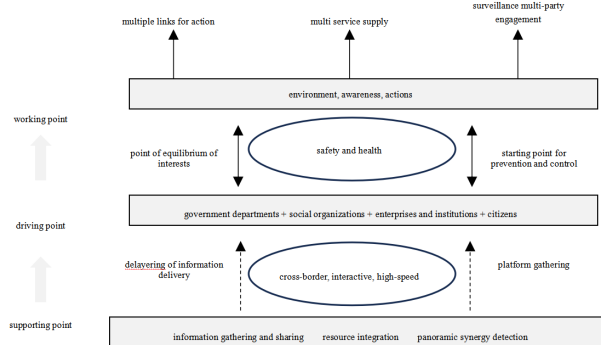 multiple links for action
multi service supply
surveillance multi-party
engagement
environment, awareness, actions
working point
point of equilibrium of
interests
safety and health
starting point for
prevention and control
government departments + social organizations + enterprises and institutions + citizens
driving point
delayering of information
delivery
cross-border, interactive, high-speed
platform gathering
supporting point
information gathering and sharing resource integration panoramic synergy detection